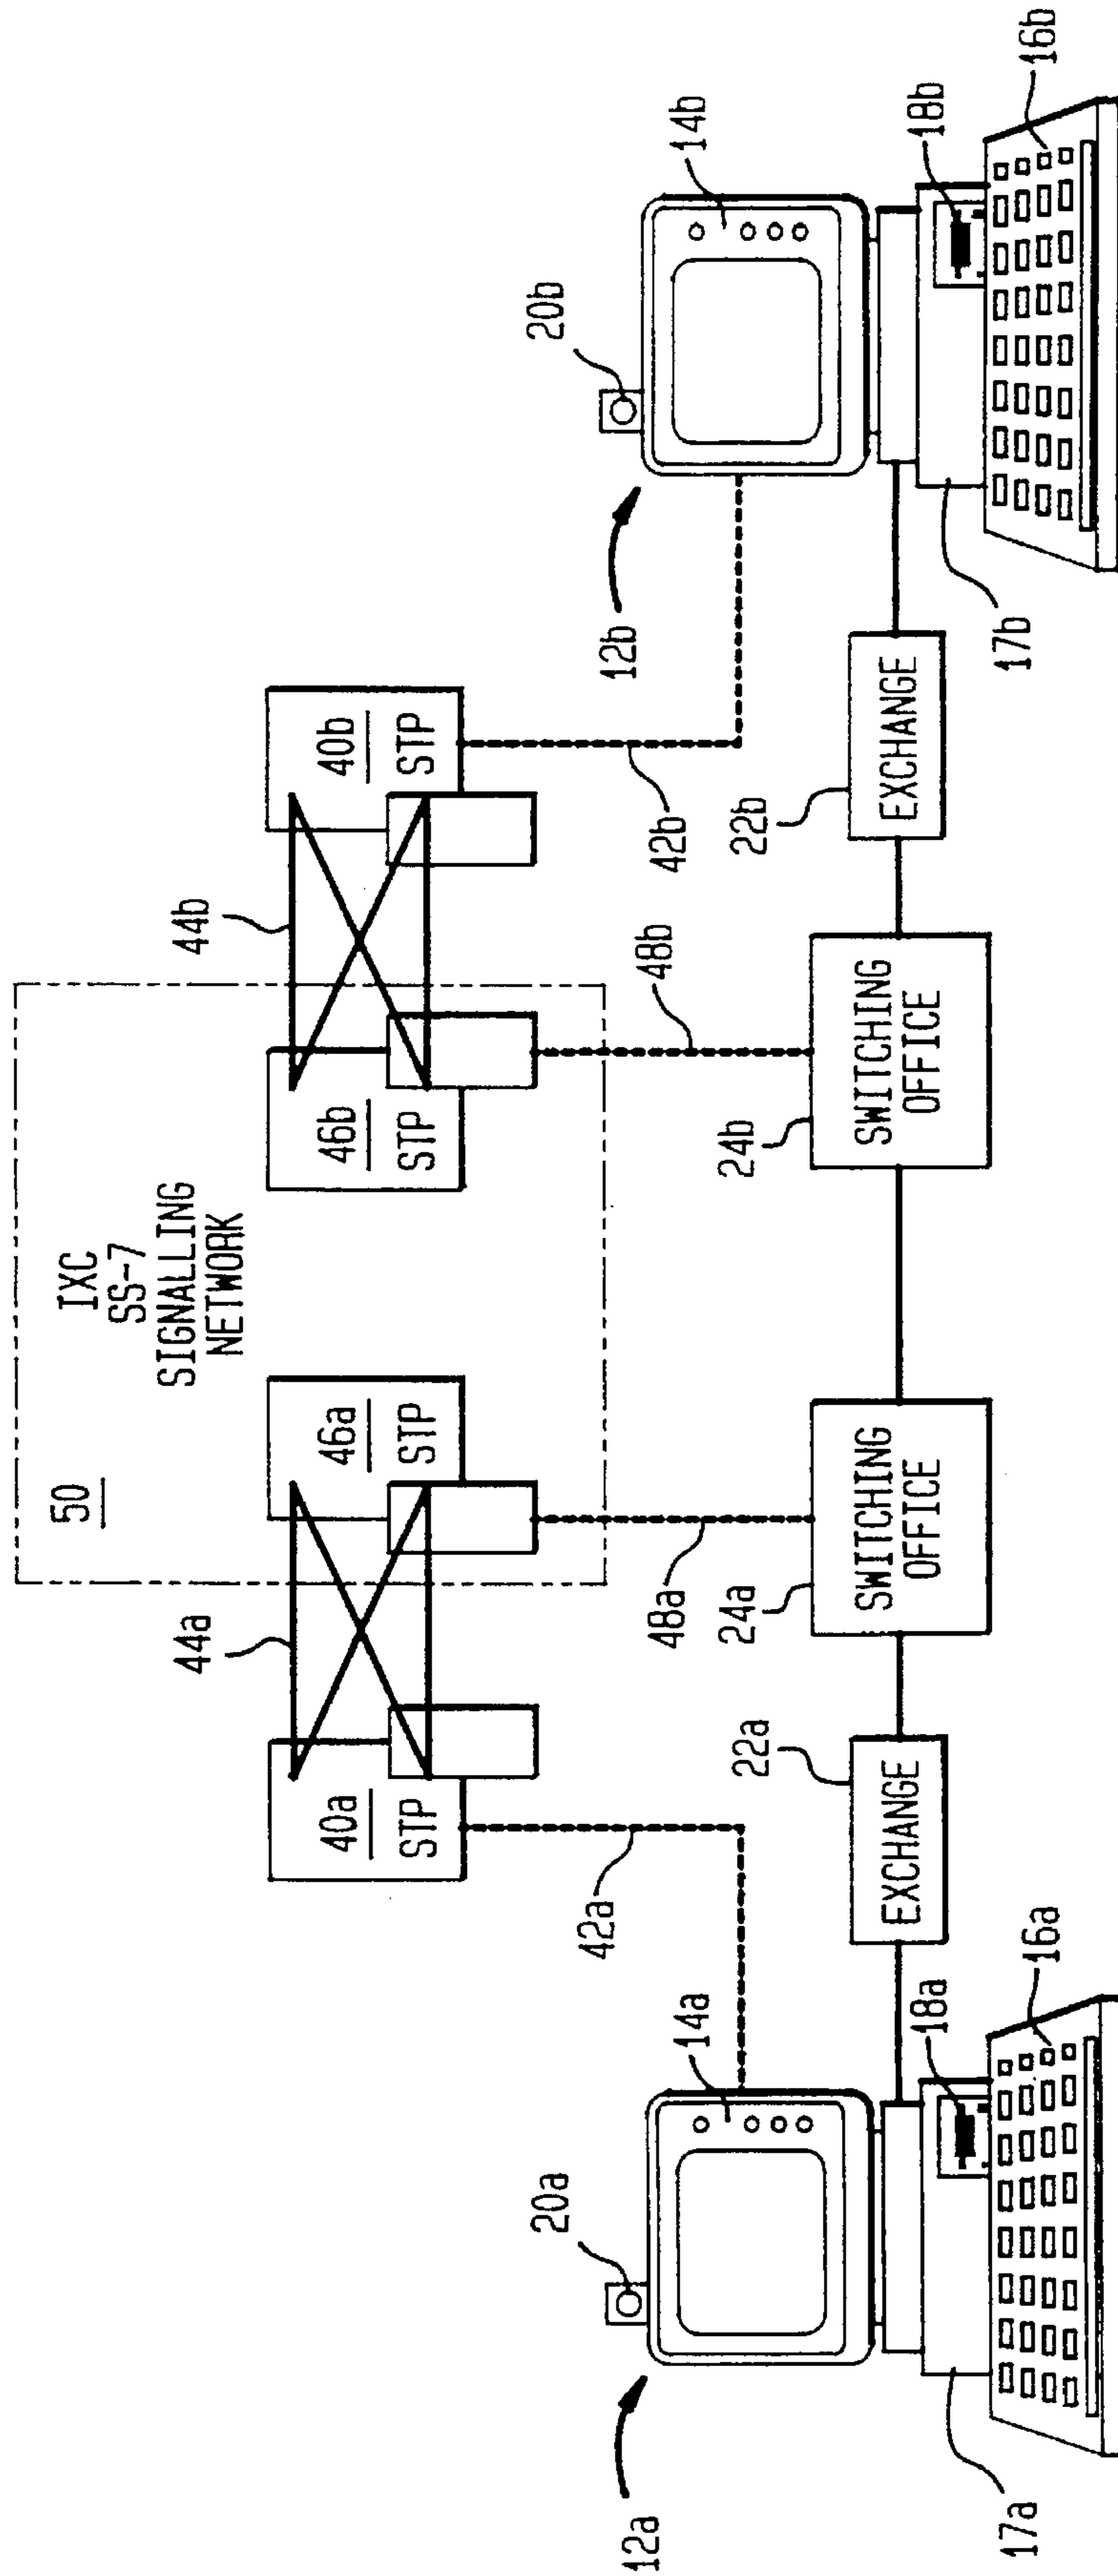 IXC
SS-7
SIGNALLING
NETWORK
50
44a
44b
40a
STP
46a
STP
46b
STP
40b
STP
42a
48a
48b
42b
12a
20a
14a
12b
20b
14b
22a
EXCHANGE
24a
SWITCHING
OFFICE
24b
SWITCHING
OFFICE
22b
EXCHANGE
17a
18a
16a
17b
18b
16b